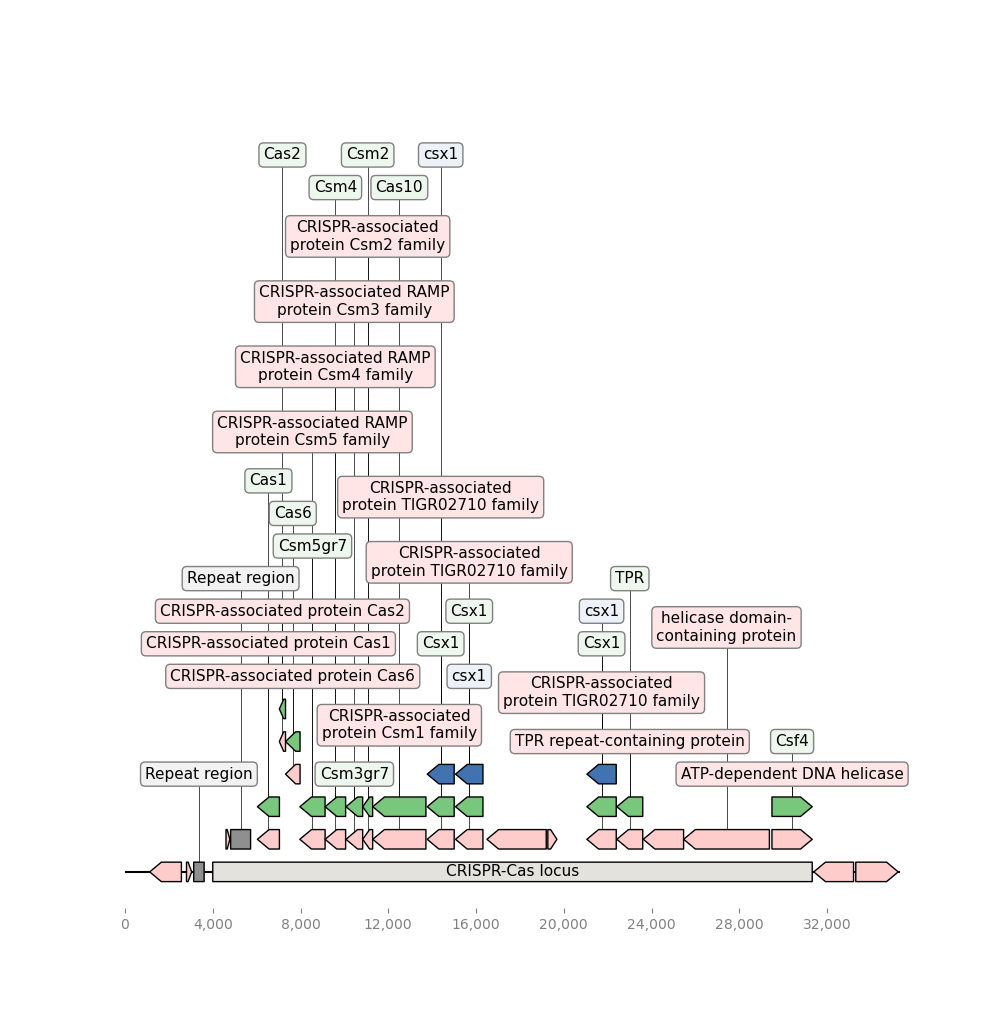 Cas2
Csm2
csx1
Csm4
Cas10
CRISPR-associated
protein Csm2 family
CRISPR-associated RAMP
protein Csm3 family
CRISPR-associated RAMP
protein Csm4 family
CRISPR-associated RAMP
protein Csm5 family
Cas1
CRISPR-associated
protein TIGR02710 family
Cas6
Csm5gr7
CRISPR-associated
protein TIGR02710 family
Repeat region
TPR
CRISPR-associated protein Cas2
Csx1
csx1
helicase domain-
containing protein
CRISPR-associated protein Cas1
Csx1
Csx1
CRISPR-associated protein Cas6
csx1
CRISPR-associated
protein TIGR02710 family
CRISPR-associated
protein Csm1 family
TPR repeat-containing protein
Csf4
Repeat region
Csm3gr7
ATP-dependent DNA helicase
CRISPR-Cas locus
0
4,000
8,000
12,000
16,000
20,000
24,000
28,000
32,000